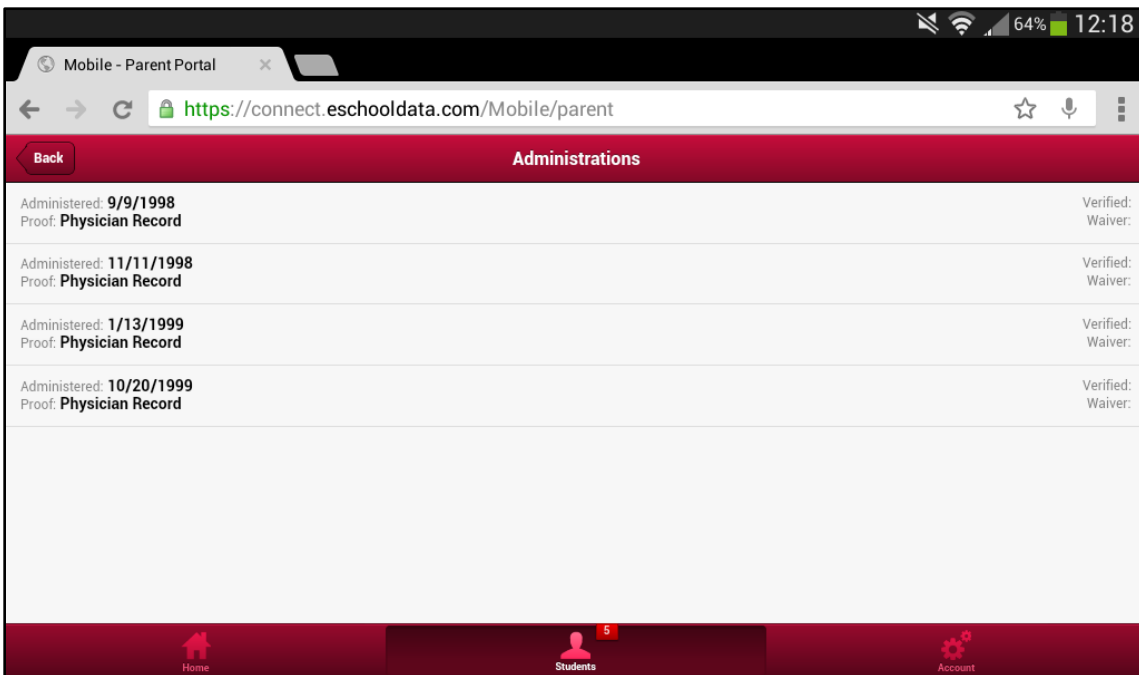 64% 12:18
Mobile - Parent Portal
https://connect.eschooldata.com/Mobile/parent
Back Administrations
Administered: 9/9/1998 Verified:
Proof: Physician Record Waiver:
Administered: 11/11/1998 Verified:
Proof: Physician Record Waiver:
Administered: 1/13/1999 Verified:
Proof: Physician Record Waiver:
Administered: 10/20/1999 Verified:
Proof: Physician Record Waiver:
5
Home Students Account